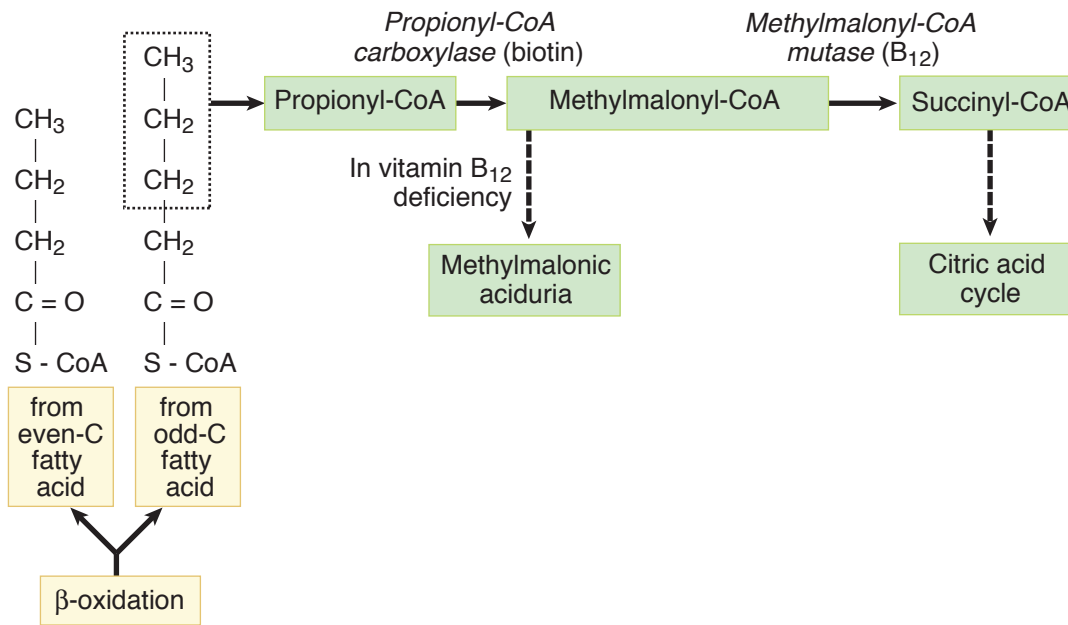 Propionyl-CoA
carboxylase (biotin)
Methylmalonyl-CoA
mutase (B12)
Propionyl-CoA
Methylmalonyl-CoA
Succinyl-CoA
In vitamin B12
deficiency
Methylmalonic
aciduria
Citric acid
cycle
CH3
CH2
CH2
C = O
S - CoA
CH3
CH2
CH2
CH2
C = O
S - CoA
from
even-C
fatty
acid
from
odd-C
fatty
acid
β-oxidation